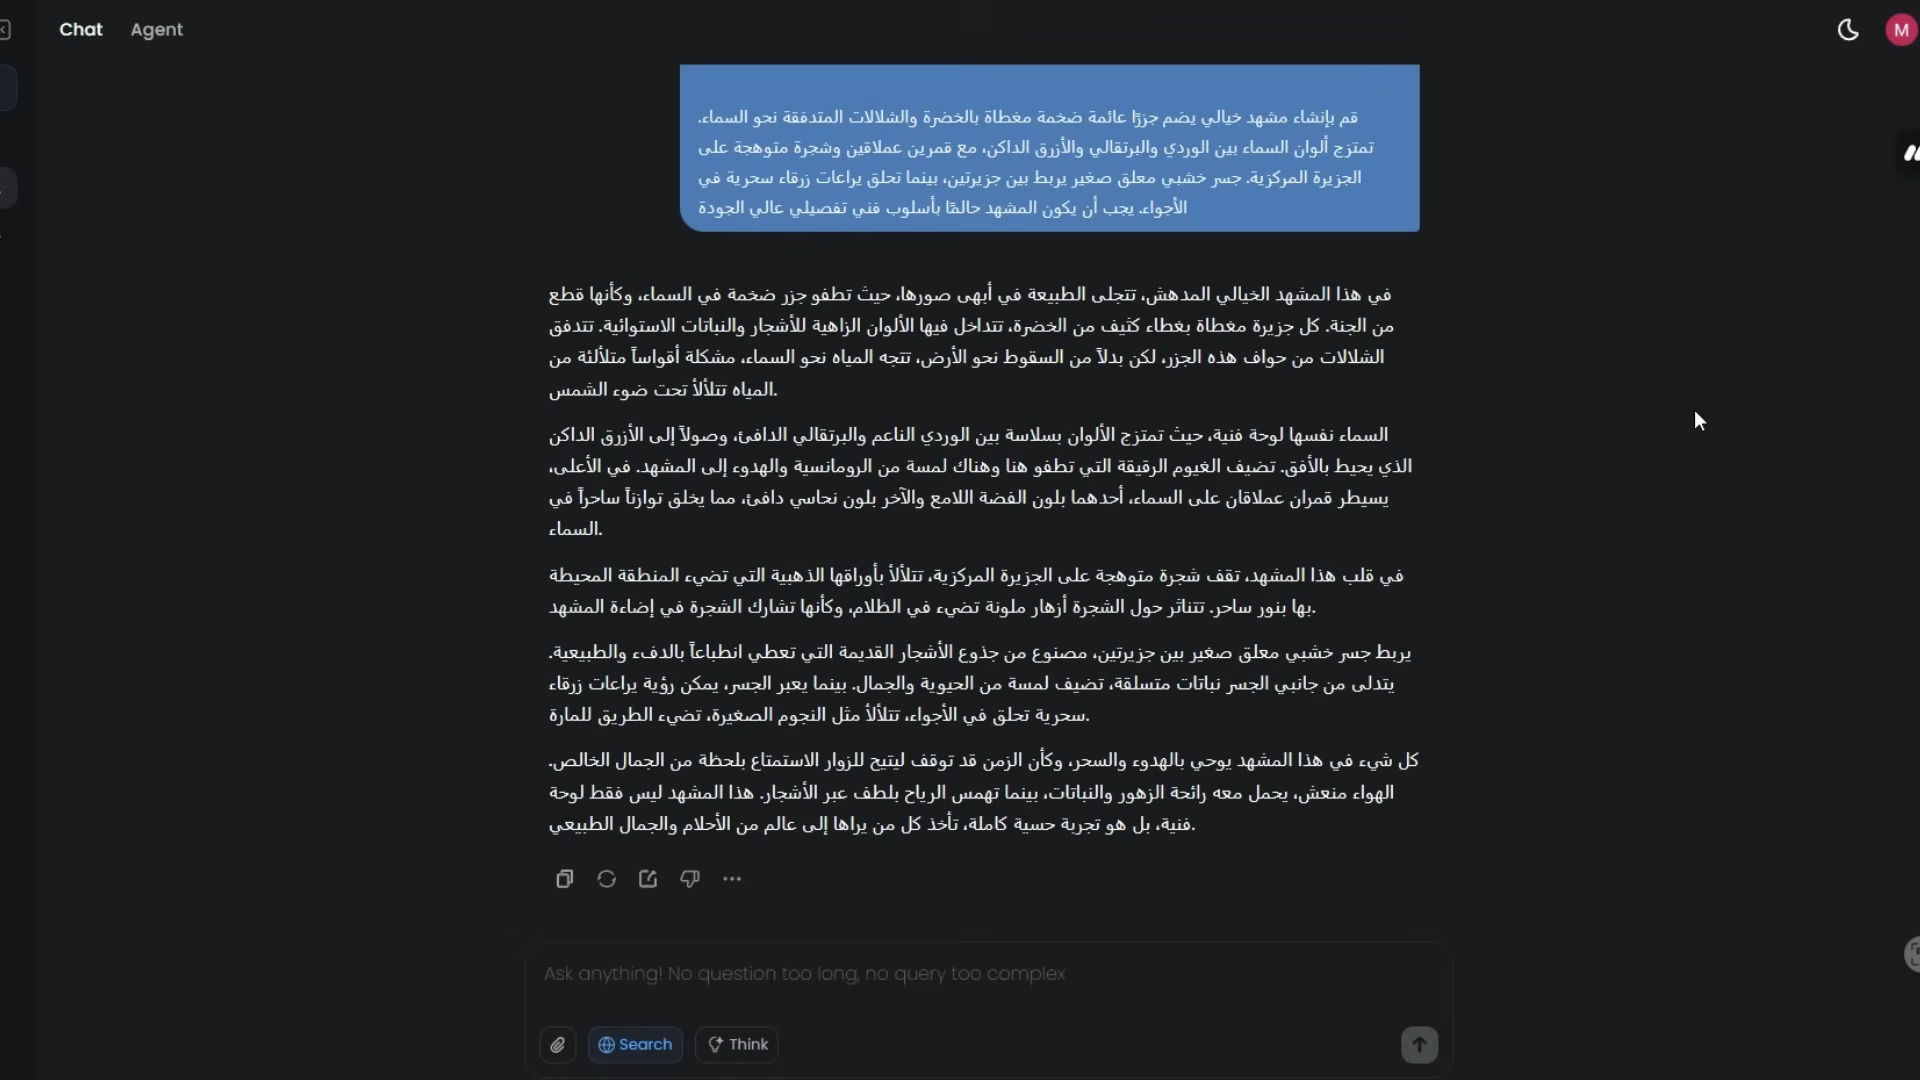 Chat
Agent
M
قم بإنشاء مشهد خيالي يضم جزرًا عائمة ضخمة مغطاة بالخضرة والشلالات المتدفقة نحو السماء.
تمتزج ألوان السماء بين الوردي والبرتقالي والأزرق الداكن، مع قمرين عملاقين وشجرة متوهجة على
الجزيرة المركزية. جسر خشبي معلق صغير يربط بين جزيرتين، بينما تحلق يراعات زرقاء سحرية في
الأجواء. يجب أن يكون المشهد حالمًا بأسلوب فني تفصيلي عالي الجودة
في هذا المشهد الخيالي المدهش، تتجلى الطبيعة في أبهى صورها، حيث تطفو جزر ضخمة في السماء، وكأنها قطع
من الجنة. كل جزيرة مغطاة بغطاء كثيف من الخضرة، تتداخل فيها الألوان الزاهية للأشجار والنباتات الاستوائية. تتدفق
الشلالات من حواف هذه الجزر، لكن بدلاً من السقوط نحو الأرض، تتجه المياه نحو السماء، مشكلة أقواساً متلألئة من
المياه تتلألأ تحت ضوء الشمس.
السماء نفسها لوحة فنية، حيث تمتزج الألوان بسلاسة بين الوردي الناعم والبرتقالي الدافئ، وصولاً إلى الأزرق الداكن
الذي يحيط بالأفق. تضيف الغيوم الرقيقة التي تطفو هنا وهناك لمسة من الرومانسية والهدوء إلى المشهد. في الأعلى،
يسيطر قمران عملاقان على السماء، أحدهما بلون الفضة اللامع والآخر بلون نحاسي دافئ، مما يخلق توازناً ساحراً في
السماء.
في قلب هذا المشهد، تقف شجرة متوهجة على الجزيرة المركزية، تتلألأ بأوراقها الذهبية التي تضيء المنطقة المحيطة
بها بنور ساحر. تتناثر حول الشجرة أزهار ملونة تضيء في الظلام، وكأنها تشارك الشجرة في إضاءة المشهد.
يربط جسر خشبي معلق صغير بين جزيرتين، مصنوع من جذوع الأشجار القديمة التي تعطي انطباعاً بالدفء والطبيعية.
يتدلى من جانبي الجسر نباتات متسلقة، تضيف لمسة من الحيوية والجمال. بينما يعبر الجسر، يمكن رؤية يراعات زرقاء
سحرية تحلق في الأجواء، تتلألأ مثل النجوم الصغيرة، تضيء الطريق للمارة.
كل شيء في هذا المشهد يوحي بالهدوء والسحر، وكأن الزمن قد توقف ليتيح للزوار الاستمتاع بلحظة من الجمال الخالص.
الهواء منعش، يحمل معه رائحة الزهور والنباتات، بينما تهمس الرياح بلطف عبر الأشجار. هذا المشهد ليس فقط لوحة
فنية، بل هو تجربة حسية كاملة، تأخذ كل من يراها إلى عالم من الأحلام والجمال الطبيعي.
Ask anything! No question too long, no query too complex
Search
Think